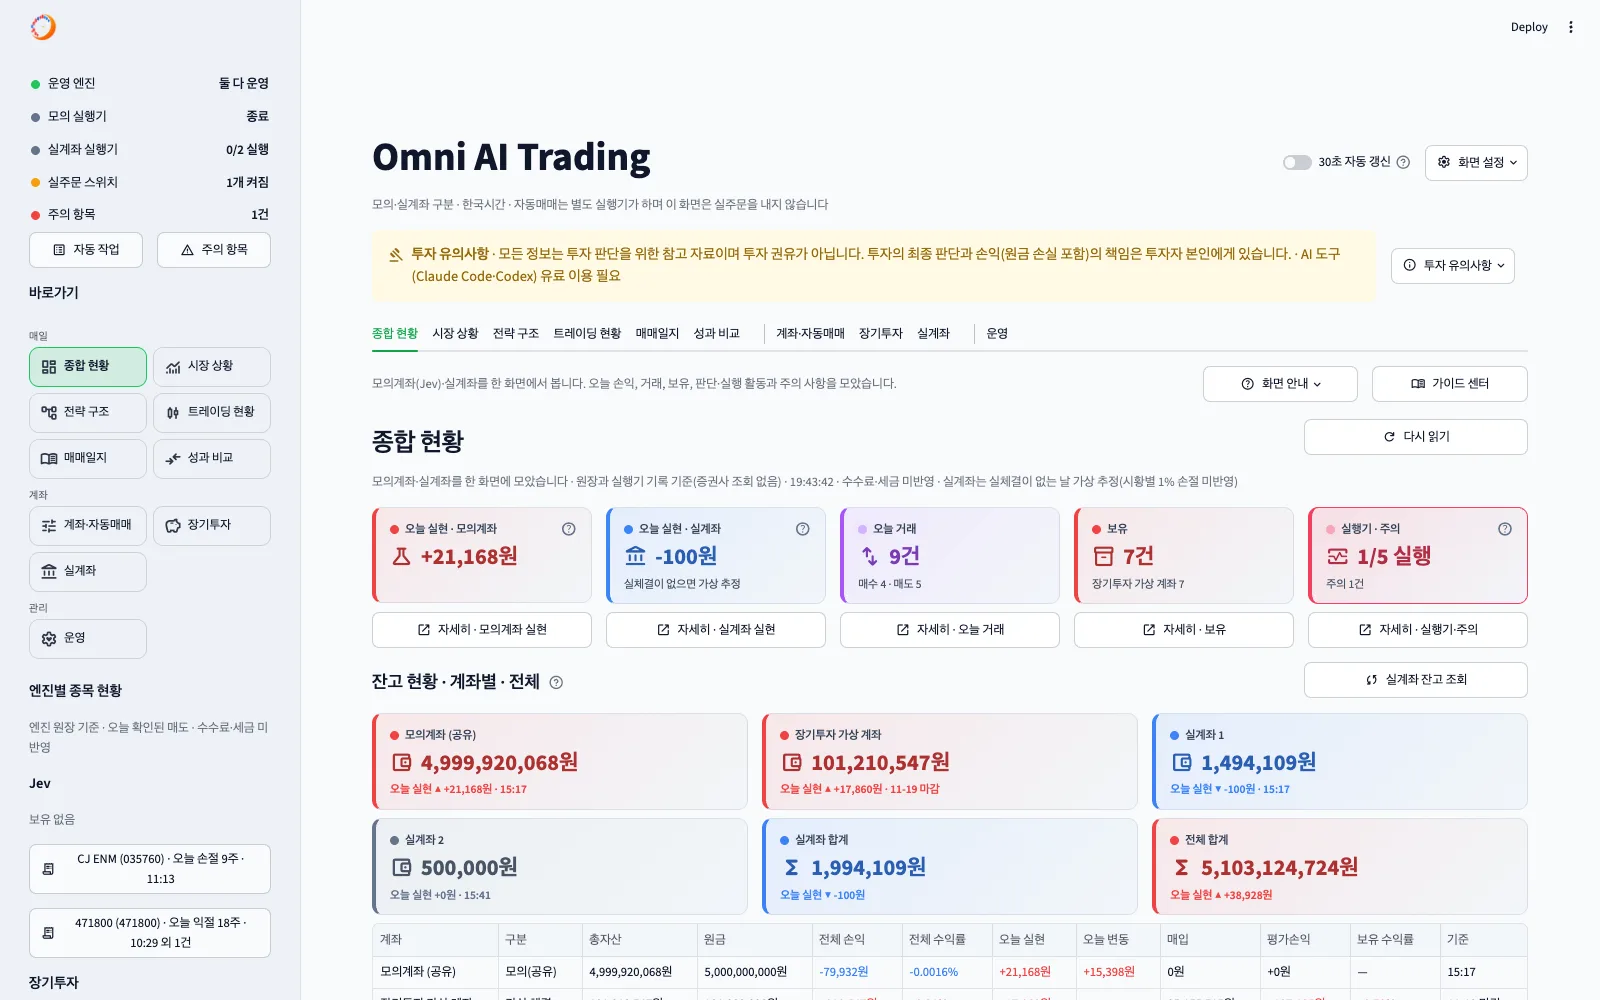 Deploy
운영 엔진 둘 다 운영
모의 실행기 종료
실계좌 실행기 0/2 실행
실주문 스위치 1개 켜짐
주의 항목 1건
자동 작업 주의 항목
바로가기
매일
종합 현황 시장 상황
전략 구조 트레이딩 현황
매매일지 성과 비교
계좌
계좌·자동매매 장기투자
실계좌
관리
운영
엔진별 종목 현황
엔진 원장 기준 · 오늘 확인된 매도 · 수수료·세금 미
반영
Jev
보유 없음
CJ ENM (035760) · 오늘 손절 9주 ·
11:13
471800 (471800) · 오늘 익절 18주 ·
10:29 외 1건
장기투자
Omni AI Trading
30초 자동 갱신 화면 설정
모의·실계좌 구분 · 한국시간 · 자동매매는 별도 실행기가 하며 이 화면은 실주문을 내지 않습니다
투자 유의사항 · 모든 정보는 투자 판단을 위한 참고 자료이며 투자 권유가 아닙니다. 투자의 최종 판단과 손익(원금 손실 포함)의 책임은 투자자 본인에게 있습니다. · AI 도구
(Claude Code·Codex) 유료 이용 필요
투자 유의사항
종합 현황 시장 상황 전략 구조 트레이딩 현황 매매일지 성과 비교 계좌·자동매매 장기투자 실계좌 운영
모의계좌(Jev)·실계좌를 한 화면에서 봅니다. 오늘 손익, 거래, 보유, 판단·실행 활동과 주의 사항을 모았습니다.
화면 안내 가이드 센터
종합 현황
다시 읽기
모의계좌·실계좌를 한 화면에 모았습니다 · 원장과 실행기 기록 기준(증권사 조회 없음) · 19:43:42 · 수수료·세금 미반영 · 실계좌는 실체결이 없는 날 가상 추정(시황별 1% 손절 미반영)
오늘 실현 · 모의계좌
+21,168원
오늘 실현 · 실계좌
-100원
실체결이 없으면 가상 추정
오늘 거래
9건
매수 4 · 매도 5
보유
7건
장기투자 가상 계좌 7
실행기 · 주의
1/5 실행
주의 1건
자세히 · 모의계좌 실현 자세히 · 실계좌 실현 자세히 · 오늘 거래 자세히 · 보유 자세히 · 실행기·주의
잔고 현황 · 계좌별 · 전체
실계좌 잔고 조회
모의계좌 (공유)
4,999,920,068원
오늘 실현 ▲ +21,168원 · 15:17
장기투자 가상 계좌
101,210,547원
오늘 실현 ▲ +17,860원 · 11-19 마감
실계좌 1
1,494,109원
오늘 실현 ▼ -100원 · 15:17
실계좌 2
500,000원
오늘 실현 +0원 · 15:41
실계좌 합계
1,994,109원
오늘 실현 ▼ -100원
전체 합계
5,103,124,724원
오늘 실현 ▲ +38,928원
계좌 구분 총자산 원금 전체 손익 전체 수익률 오늘 실현 오늘 변동 매입 평가손익 보유 수익률 기준
모의계좌 (공유) 모의(공유) 4,999,920,068원 5,000,000,000원 -79,932원 -0.0016% +21,168원 +15,398원 0원 +0원 — 15:17